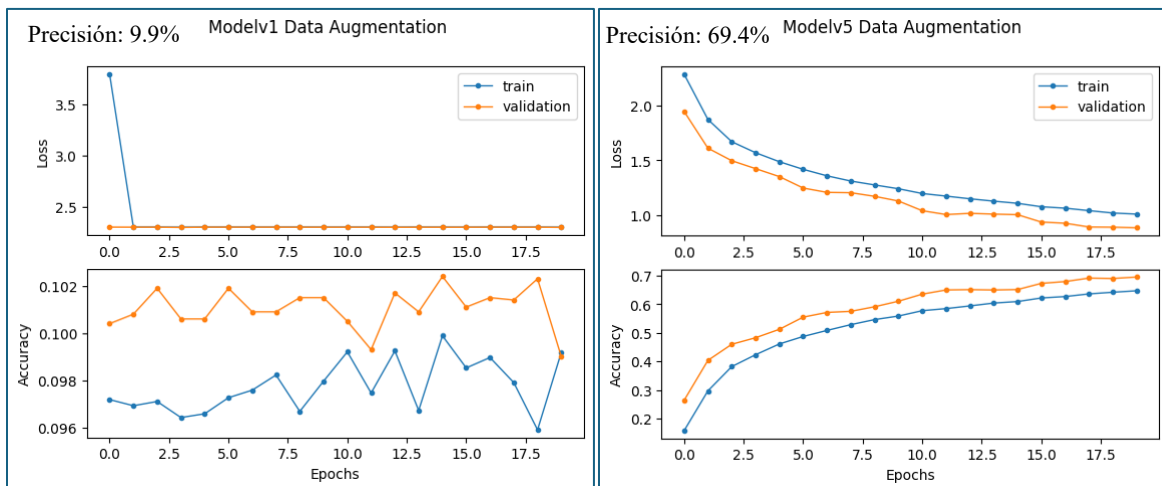 Precisión: 9.9%
Modelv1 Data Augmentation
train
validation
3.5
3.0
2.5
Loss
0.0 2.5 5.0 7.5 10.0 12.5 15.0 17.5
0.102
0.100
0.098
0.096
Accuracy
0.0 2.5 5.0 7.5 10.0 12.5 15.0 17.5
Epochs
Precisión: 69.4%
Modelv5 Data Augmentation
train
validation
2.0
1.5
1.0
Loss
0.0 2.5 5.0 7.5 10.0 12.5 15.0 17.5
0.7
0.6
0.5
0.4
0.3
0.2
Accuracy
0.0 2.5 5.0 7.5 10.0 12.5 15.0 17.5
Epochs